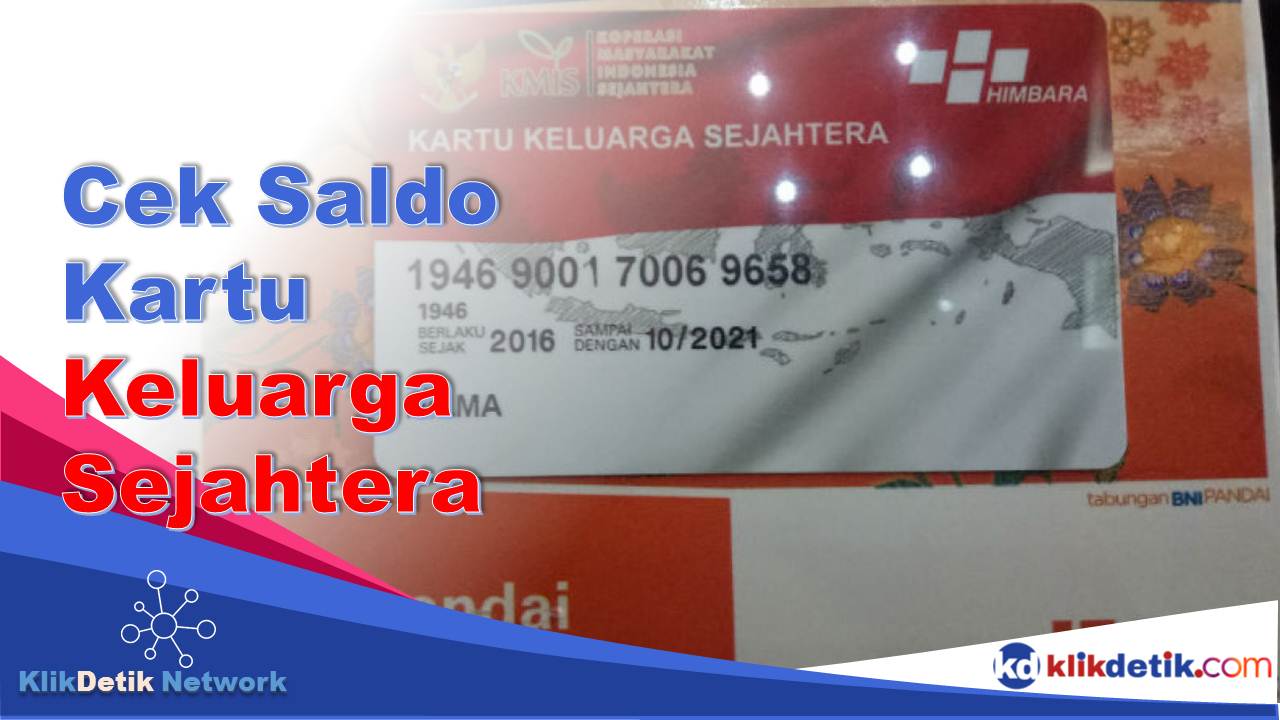 KMIS
KOPERASI
MASYARAKAT
INDONESIA
SEJAHTERA
HIMBARA
KARTU KELUARGA SEJAHTERA
Cek Saldo
Kartu
Keluarga
Sejahtera
1946 9001 7006 9658
1946
BERLAKU SEJAK 2016 SAMPAI DENGAN 10/2021
tabungan BNI PANDAI
KlikDetik Network
kd klikdetik.com